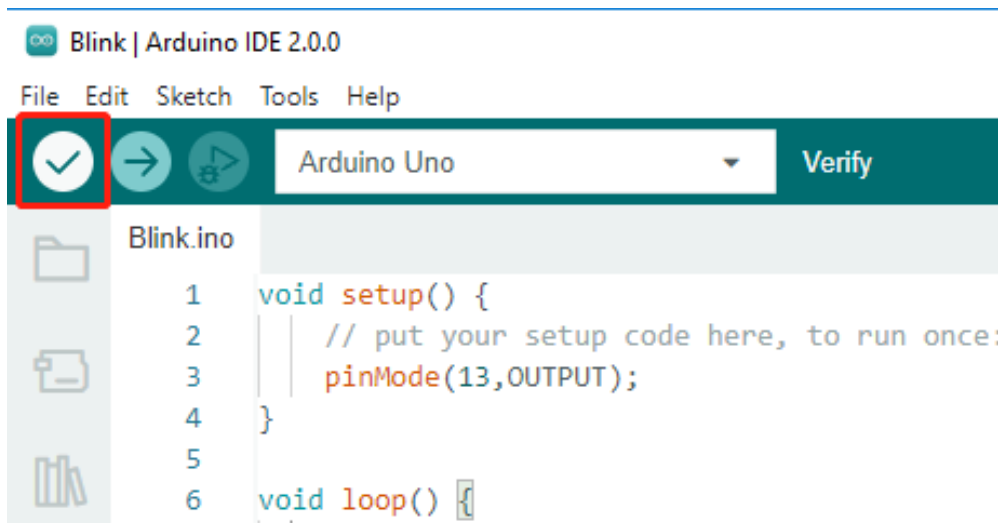 Blink | Arduino IDE 2.0.0
File Edit Sketch Tools Help
Arduino Uno Verify
Blink.ino
1 void setup() {
2 // put your setup code here, to run once:
3 pinMode(13,OUTPUT);
4 }
5
6 void loop() {